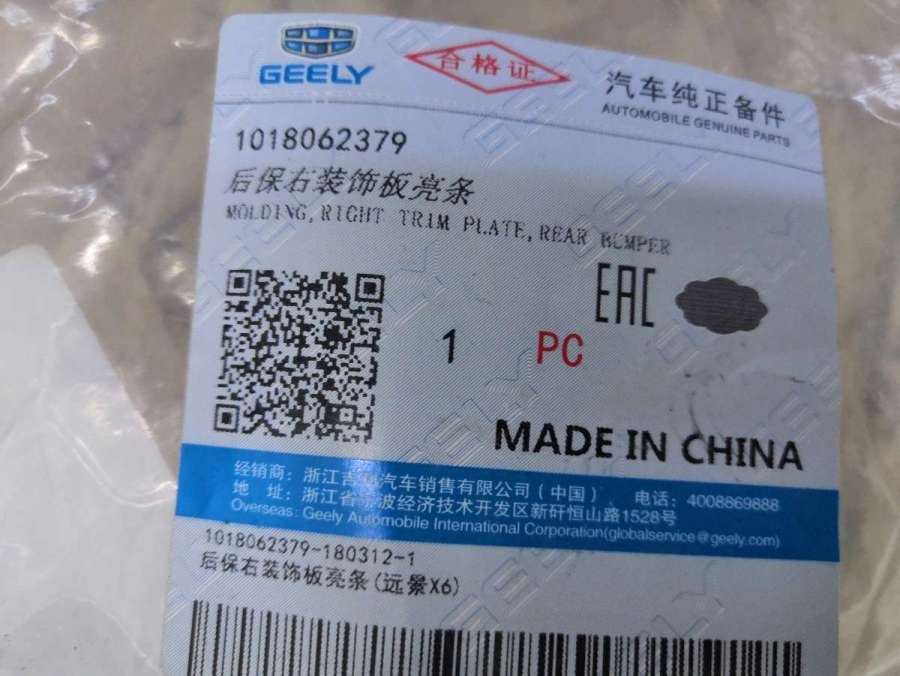 GEELY
合格证
汽车纯正备件
AUTOMOBILE GENUINE PARTS
1018062379
后保右装饰板亮条
MOLDING,RIGHT TRIM PLATE,REAR BUMPER
EAC
1 PC
MADE IN CHINA
经销商：浙江吉利汽车销售有限公司（中国） 电话：4008869888
地 址：浙江省宁波经济技术开发区新矸恒山路1528号
Overseas: Geely Automobile International Corporation(globalservice@geely.com)
1018062379-180312-1
后保右装饰板亮条(远景X6)